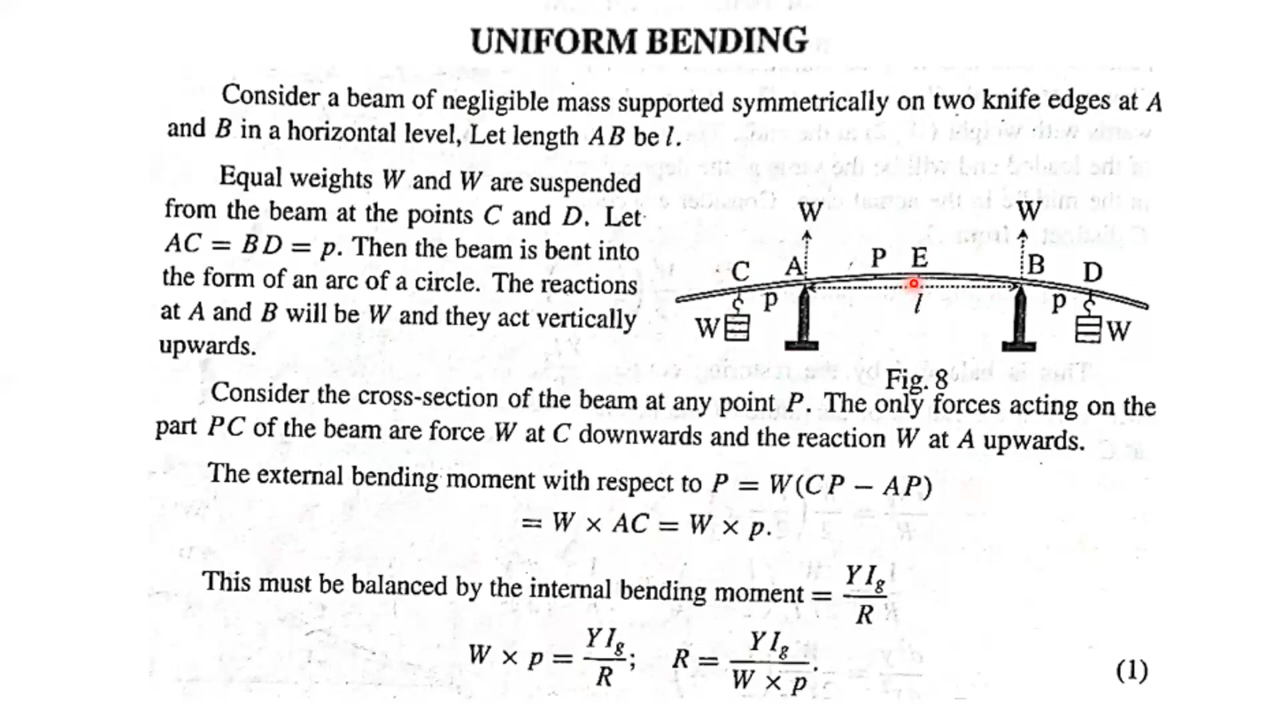 UNIFORM BENDING
Consider a beam of negligible mass supported symmetrically on two knife edges at A
and B in a horizontal level, Let length AB be l.
Equal weights W and W are suspended
from the beam at the points C and D. Let
AC = BD = p. Then the beam is bent into
the form of an arc of a circle. The reactions
at A and B will be W and they act vertically
upwards.
W W
C A P E B D
p l p
W W
Fig. 8
Consider the cross-section of the beam at any point P. The only forces acting on the
part PC of the beam are force W at C downwards and the reaction W at A upwards.
The external bending moment with respect to P = W(CP − AP)
= W × AC = W × p.
This must be balanced by the internal bending moment = YIg/R
W × p = YIg/R; R = YIg/(W × p). (1)